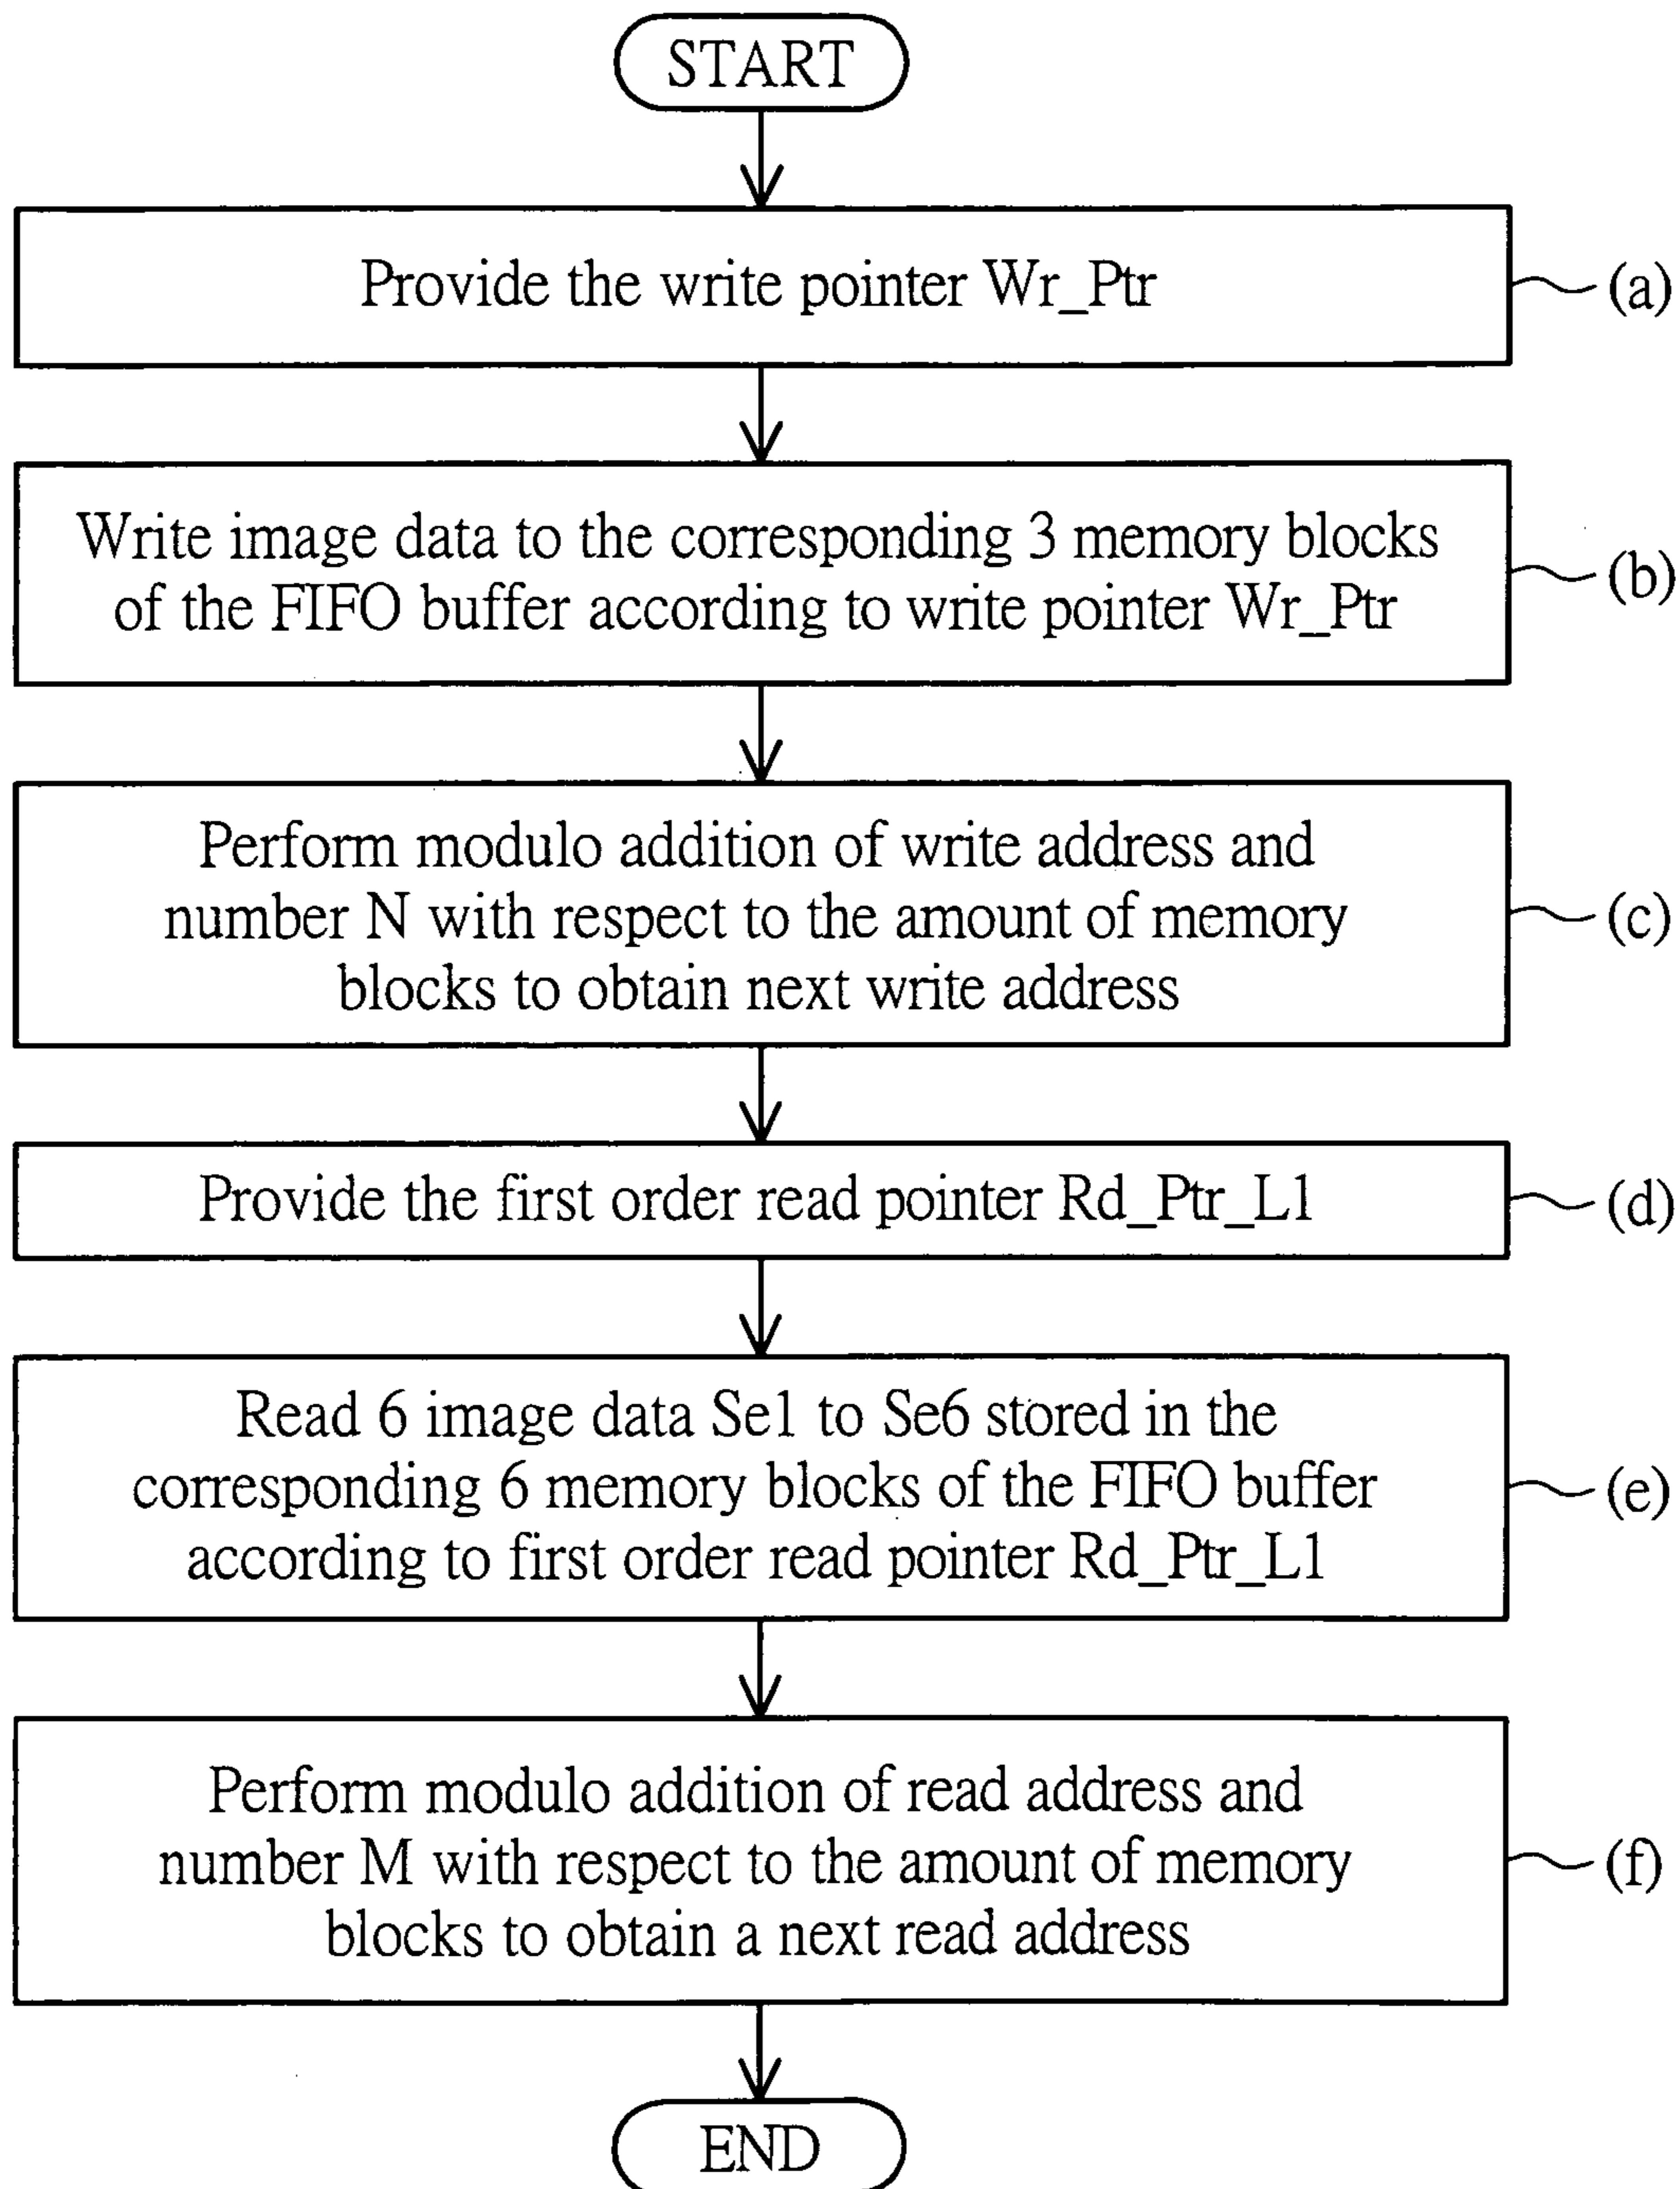 START
Provide the write pointer Wr_Ptr
(a)
Write image data to the corresponding 3 memory blocks
of the FIFO buffer according to write pointer Wr_Ptr
(b)
Perform modulo addition of write address and
number N with respect to the amount of memory
blocks to obtain next write address
(c)
Provide the first order read pointer Rd_Ptr_L1
(d)
Read 6 image data Se1 to Se6 stored in the
corresponding 6 memory blocks of the FIFO buffer
according to first order read pointer Rd_Ptr_L1
(e)
Perform modulo addition of read address and
number M with respect to the amount of memory
blocks to obtain a next read address
(f)
END